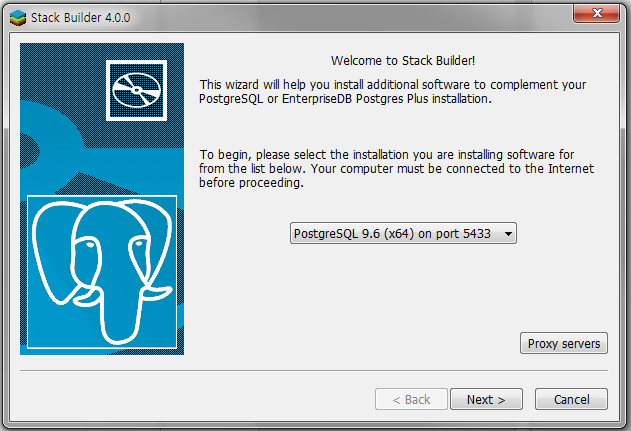 Stack Builder 4.0.0
Welcome to Stack Builder!
This wizard will help you install additional software to complement your
PostgreSQL or EnterpriseDB Postgres Plus installation.
To begin, please select the installation you are installing software for
from the list below. Your computer must be connected to the Internet
before proceeding.
PostgreSQL 9.6 (x64) on port 5433
Proxy servers
< Back
Next >
Cancel